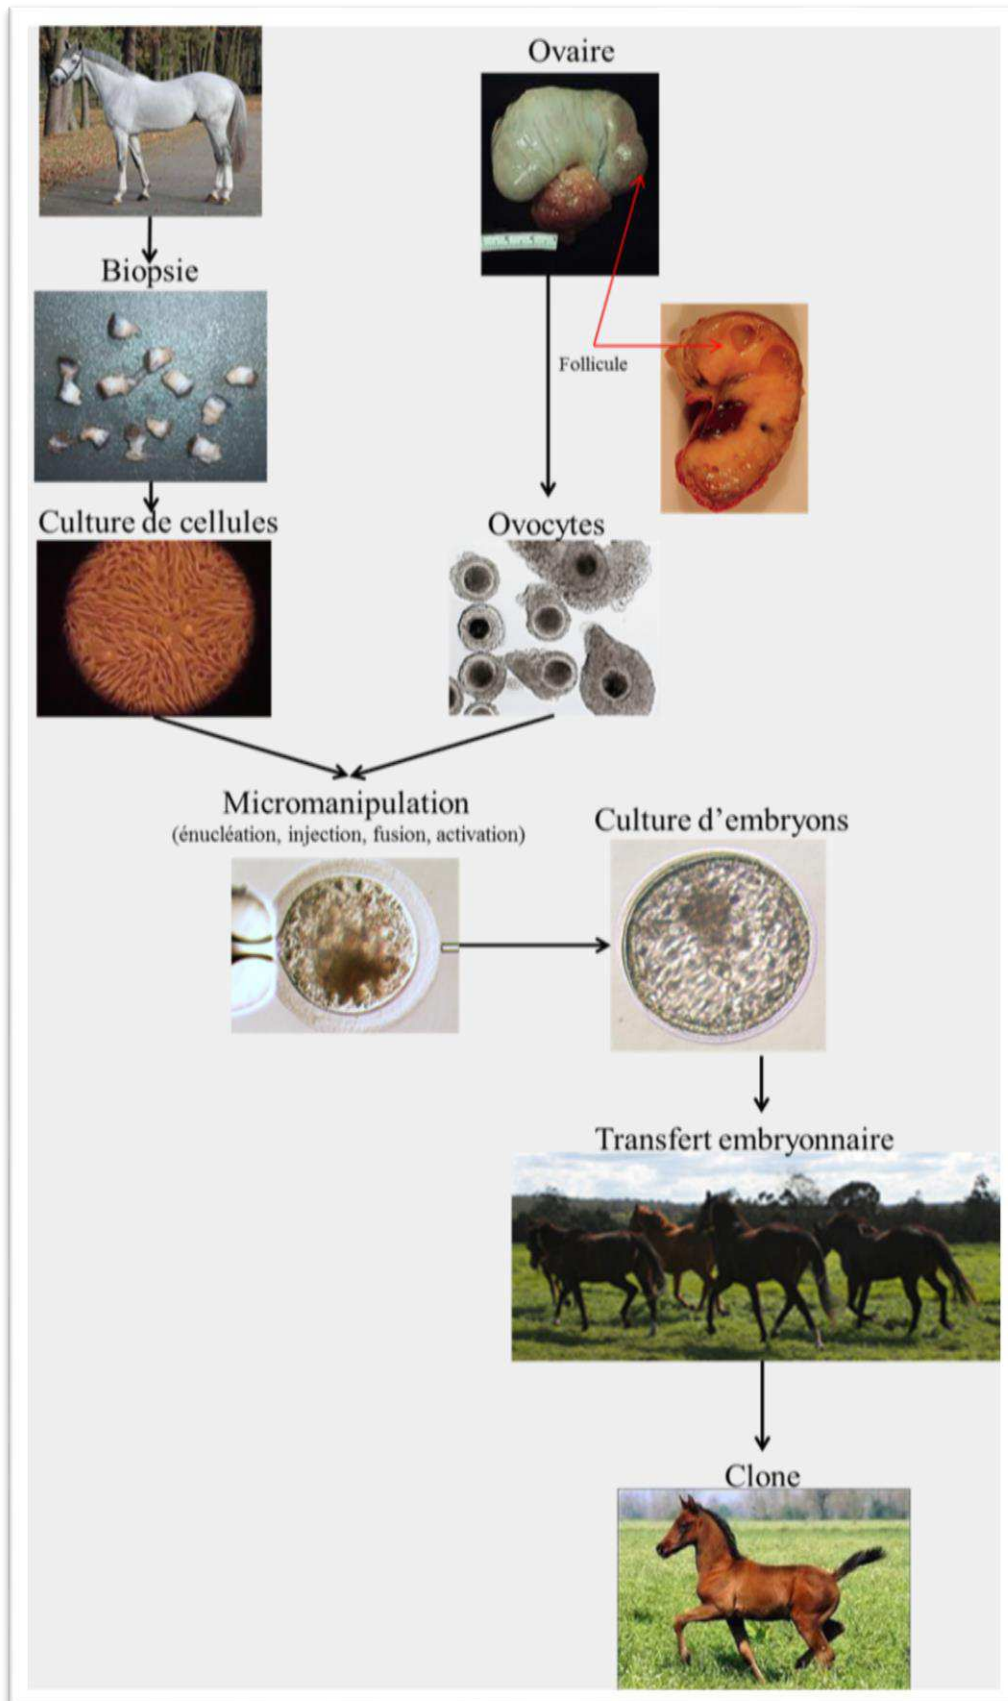 Ovaire
Biopsie
Follicule
Culture de cellules
Ovocytes
Micromanipulation
(énucléation, injection, fusion, activation)
Culture d’embryons
Transfert embryonnaire
Clone